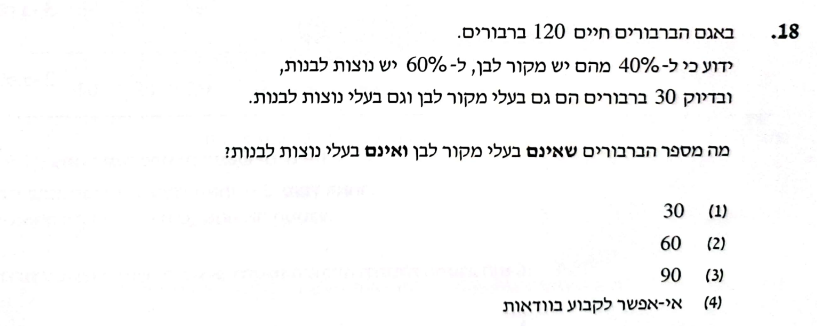 18. באגם הברבורים חיים 120 ברבורים.
ידוע כי ל-40% מהם יש מקור לבן, ל-60% יש נוצות לבנות,
ובדיוק 30 ברבורים הם גם בעלי מקור לבן וגם בעלי נוצות לבנות.
מה מספר הברבורים שאינם בעלי מקור לבן ואינם בעלי נוצות לבנות?
(1) 30
(2) 60
(3) 90
(4) אי-אפשר לקבוע בוודאות